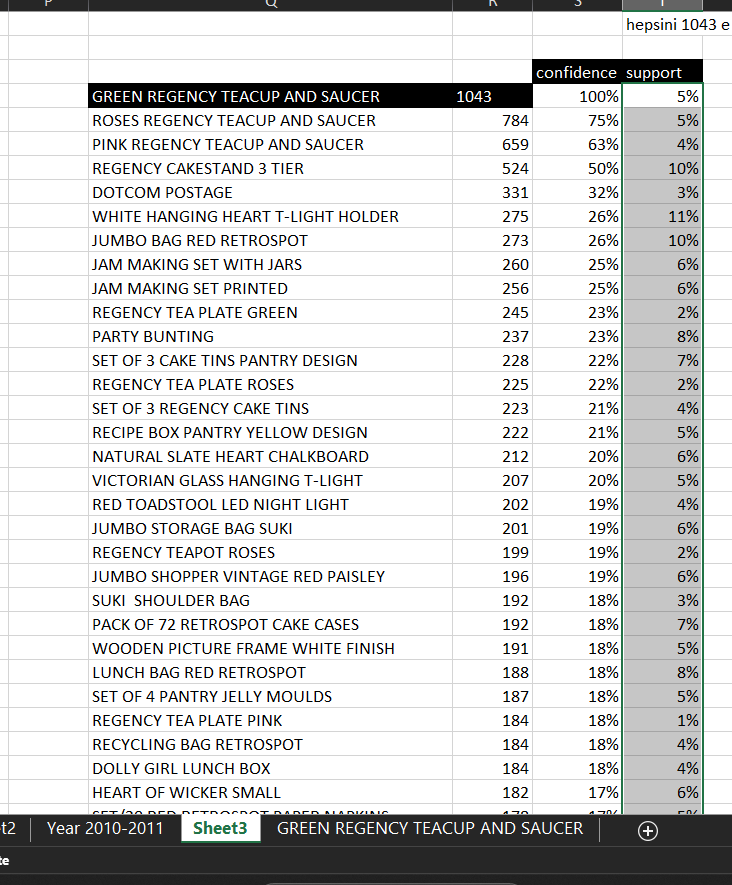 P Q R S T
hepsini 1043 e
confidence support
GREEN REGENCY TEACUP AND SAUCER 1043 100% 5%
ROSES REGENCY TEACUP AND SAUCER 784 75% 5%
PINK REGENCY TEACUP AND SAUCER 659 63% 4%
REGENCY CAKESTAND 3 TIER 524 50% 10%
DOTCOM POSTAGE 331 32% 3%
WHITE HANGING HEART T-LIGHT HOLDER 275 26% 11%
JUMBO BAG RED RETROSPOT 273 26% 10%
JAM MAKING SET WITH JARS 260 25% 6%
JAM MAKING SET PRINTED 256 25% 6%
REGENCY TEA PLATE GREEN 245 23% 2%
PARTY BUNTING 237 23% 8%
SET OF 3 CAKE TINS PANTRY DESIGN 228 22% 7%
REGENCY TEA PLATE ROSES 225 22% 2%
SET OF 3 REGENCY CAKE TINS 223 21% 4%
RECIPE BOX PANTRY YELLOW DESIGN 222 21% 5%
NATURAL SLATE HEART CHALKBOARD 212 20% 6%
VICTORIAN GLASS HANGING T-LIGHT 207 20% 5%
RED TOADSTOOL LED NIGHT LIGHT 202 19% 4%
JUMBO STORAGE BAG SUKI 201 19% 6%
REGENCY TEAPOT ROSES 199 19% 2%
JUMBO SHOPPER VINTAGE RED PAISLEY 196 19% 6%
SUKI  SHOULDER BAG 192 18% 3%
PACK OF 72 RETROSPOT CAKE CASES 192 18% 7%
WOODEN PICTURE FRAME WHITE FINISH 191 18% 5%
LUNCH BAG RED RETROSPOT 188 18% 8%
SET OF 4 PANTRY JELLY MOULDS 187 18% 5%
REGENCY TEA PLATE PINK 184 18% 1%
RECYCLING BAG RETROSPOT 184 18% 4%
DOLLY GIRL LUNCH BAG 184 18% 4%
HEART OF WICKER SMALL 182 17% 6%
SET/20 RED RETROSPOT PAPER NAPKINS
t2 Year 2010-2011 Sheet3 GREEN REGENCY TEACUP AND SAUCER
te